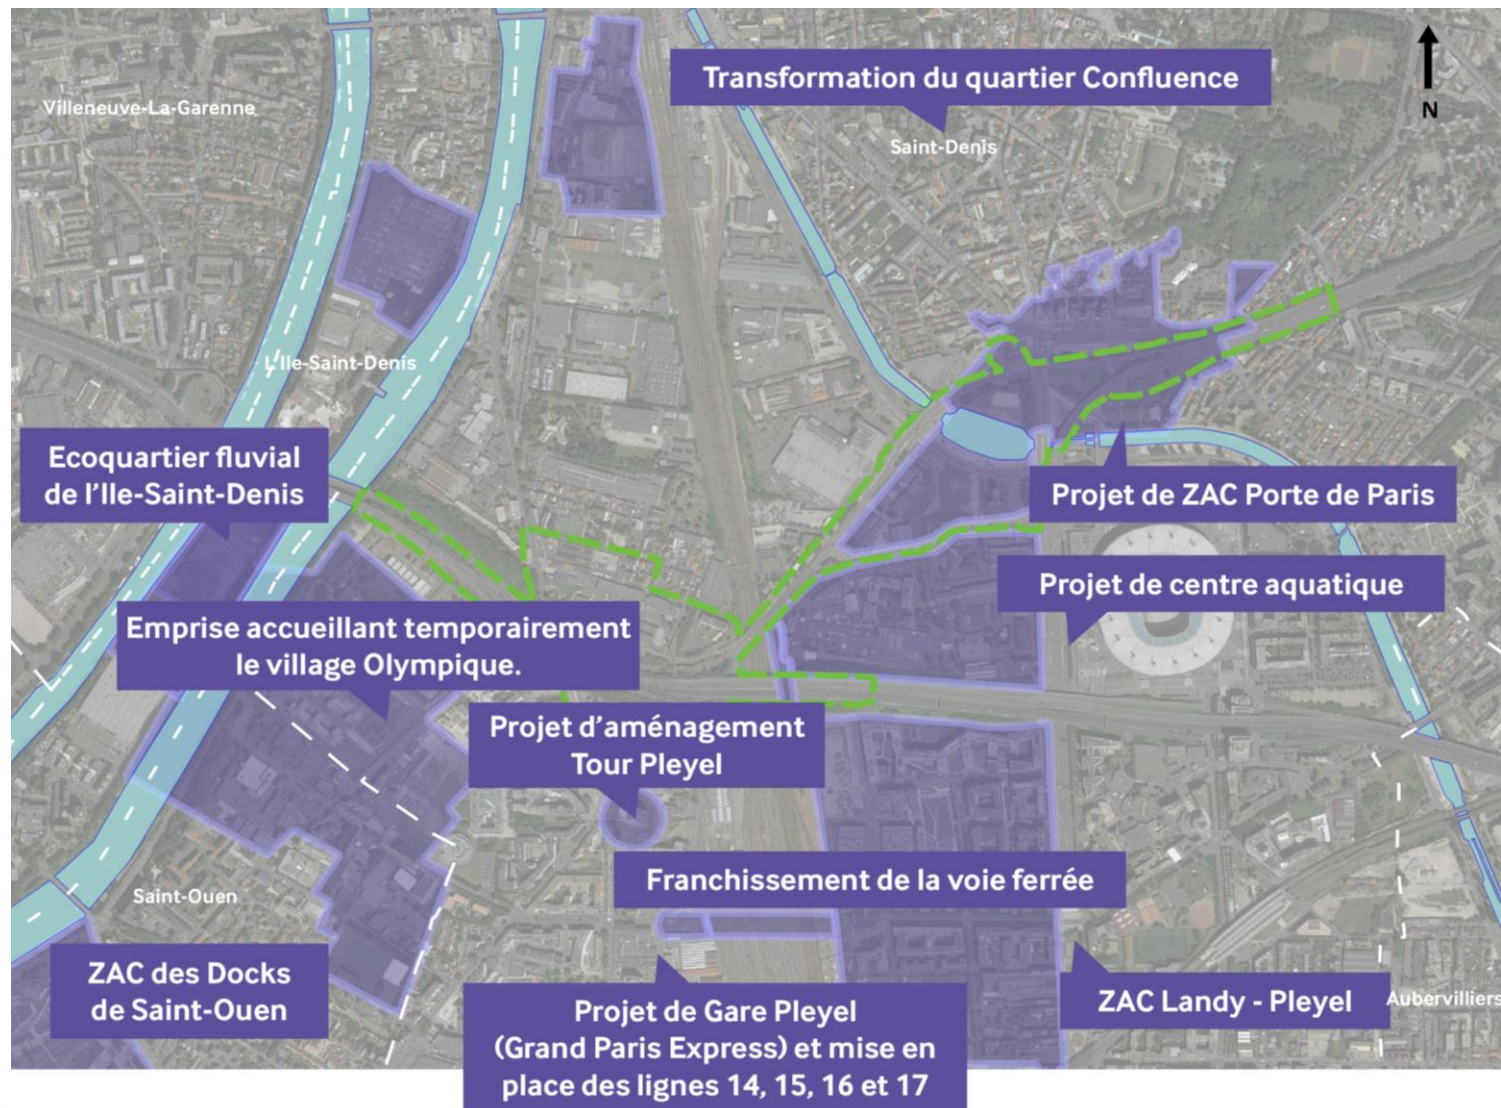 Transformation du quartier Confluence
N
Villeneuve-La-Garenne
Saint-Denis
L'Ile-Saint-Denis
Ecoquartier fluvial
de l'Ile-Saint-Denis
Projet de ZAC Porte de Paris
Projet de centre aquatique
Emprise accueillant temporairement
le village Olympique.
Projet d'aménagement
Tour Pleyel
Franchissement de la voie ferrée
Saint-Ouen
ZAC des Docks
de Saint-Ouen
ZAC Landy - Pleyel
Aubervilliers
Projet de Gare Pleyel
(Grand Paris Express) et mise en
place des lignes 14, 15, 16 et 17